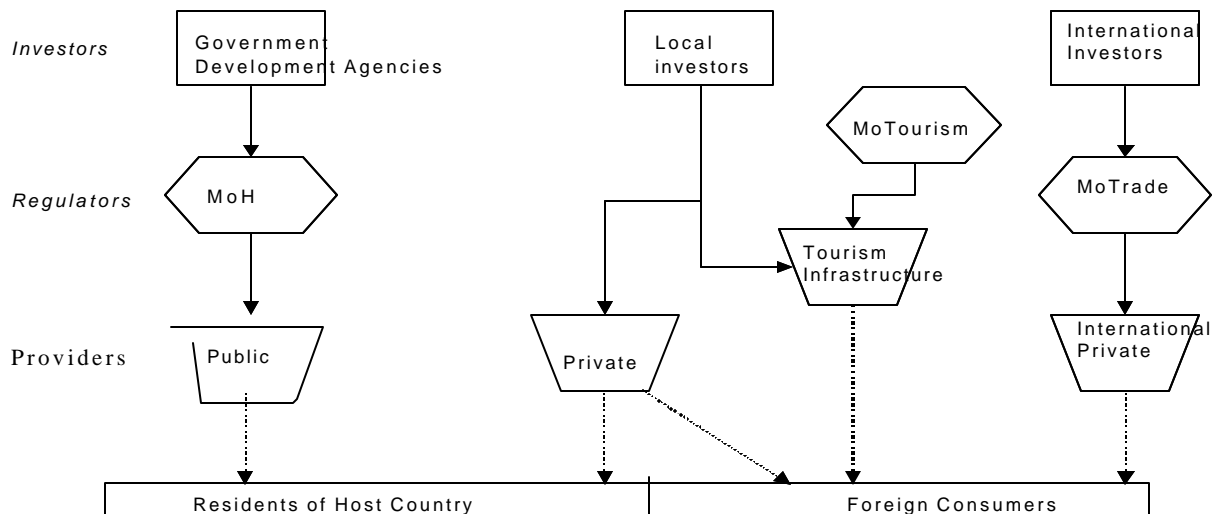 Investors
Government
Development Agencies
Local
investors
International
Investors
MoTourism
Regulators
MoH
MoTrade
Tourism
Infrastructure
Providers
Public
Private
International
Private
Residents of Host Country
Foreign Consumers